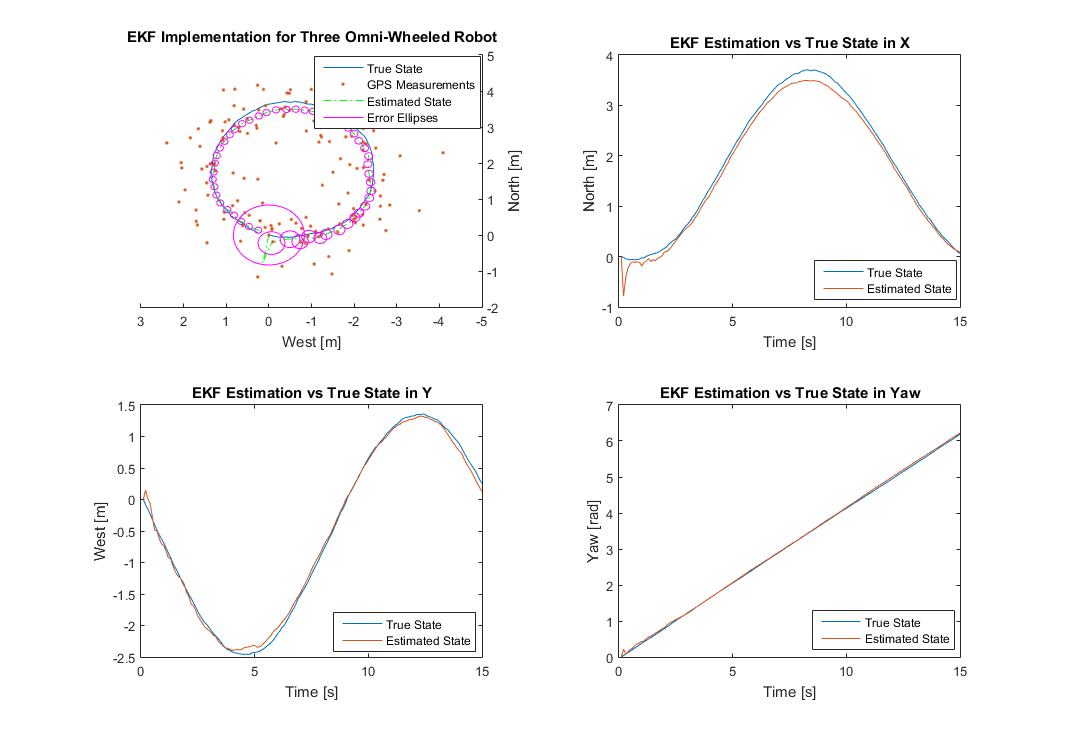 EKF Implementation for Three Omni-Wheeled Robot
True State
GPS Measurements
Estimated State
Error Ellipses
5
4
3
2
1
0
-1
-2
North [m]
3 2 1 0 -1 -2 -3 -4 -5
West [m]
EKF Estimation vs True State in X
4
3
2
1
0
-1
North [m]
True State
Estimated State
0 5 10 15
Time [s]
EKF Estimation vs True State in Y
1.5
1
0.5
0
-0.5
-1
-1.5
-2
-2.5
West [m]
True State
Estimated State
0 5 10 15
Time [s]
EKF Estimation vs True State in Yaw
7
6
5
4
3
2
1
0
Yaw [rad]
True State
Estimated State
0 5 10 15
Time [s]